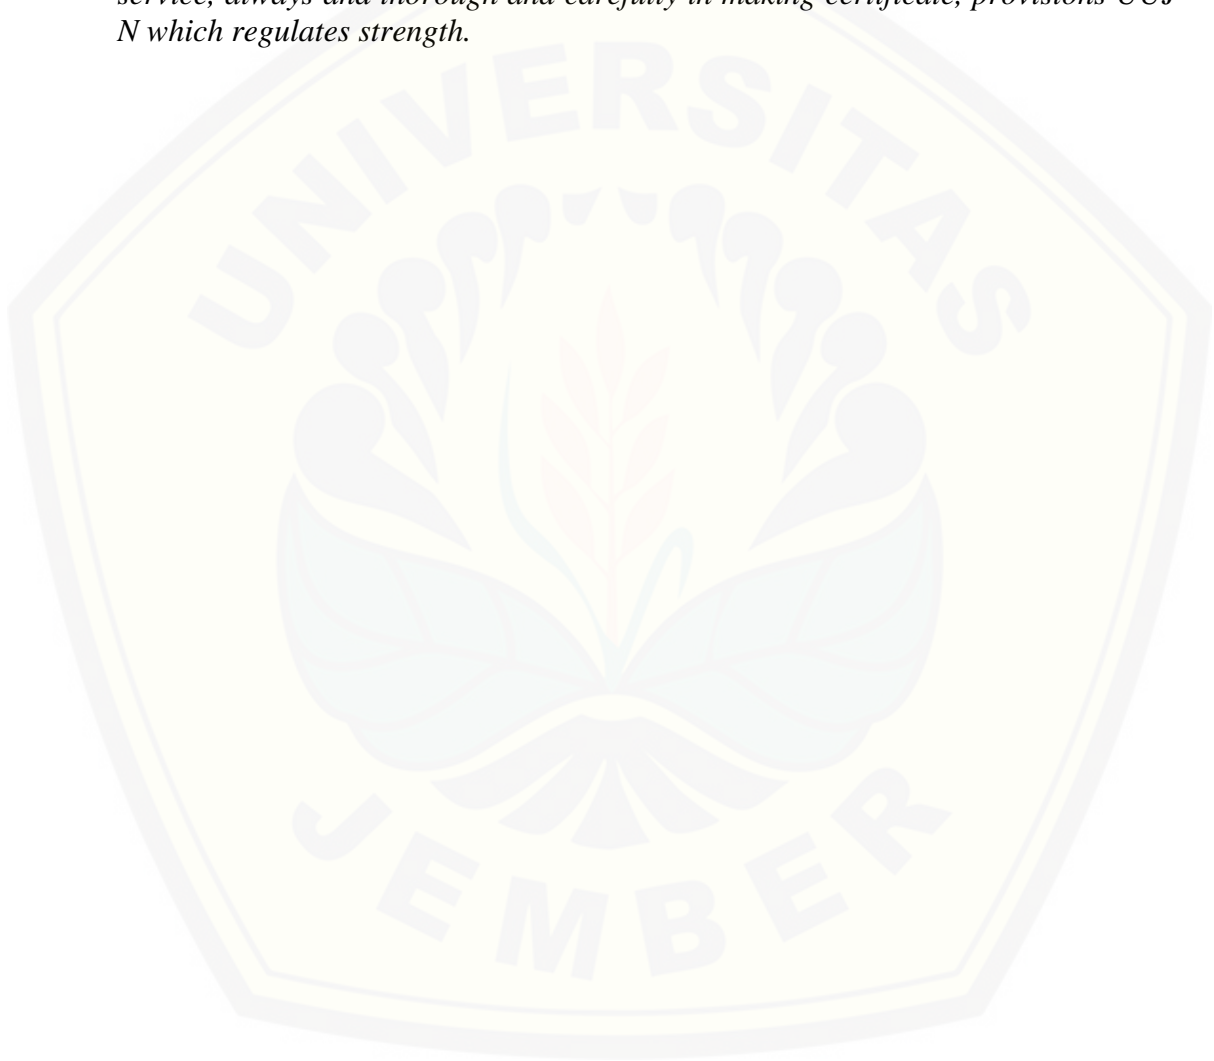 service, always and thorough and carefully in making certificate, provisions UUJ
N which regulates strength.
UNIVERSITAS
JEMBER